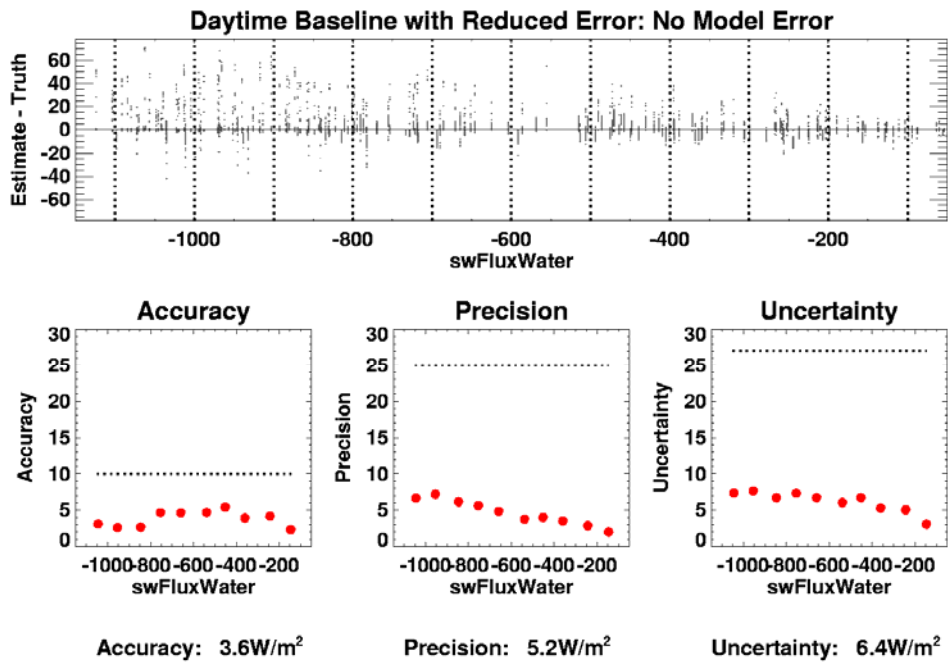 Daytime Baseline with Reduced Error: No Model Error
Estimate - Truth
60
40
20
0
-20
-40
-60
-1000 -800 -600 -400 -200
swFluxWater
Accuracy
Accuracy
30
25
20
15
10
5
0
-1000 -800 -600 -400 -200
swFluxWater
Precision
Precision
30
25
20
15
10
5
0
-1000 -800 -600 -400 -200
swFluxWater
Uncertainty
Uncertainty
30
25
20
15
10
5
0
-1000 -800 -600 -400 -200
swFluxWater
Accuracy: 3.6W/m²
Precision: 5.2W/m²
Uncertainty: 6.4W/m²